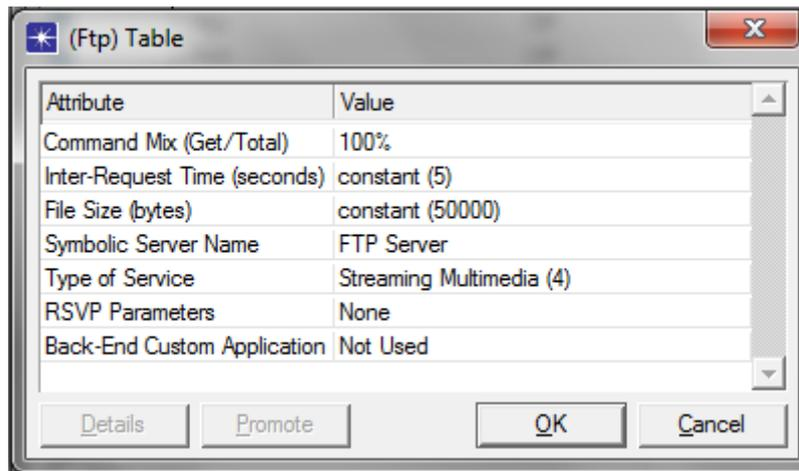 (Ftp) Table
Attribute Value
Command Mix (Get/Total) 100%
Inter-Request Time (seconds) constant (5)
File Size (bytes) constant (50000)
Symbolic Server Name FTP Server
Type of Service Streaming Multimedia (4)
RSVP Parameters None
Back-End Custom Application Not Used
Details Promote OK Cancel